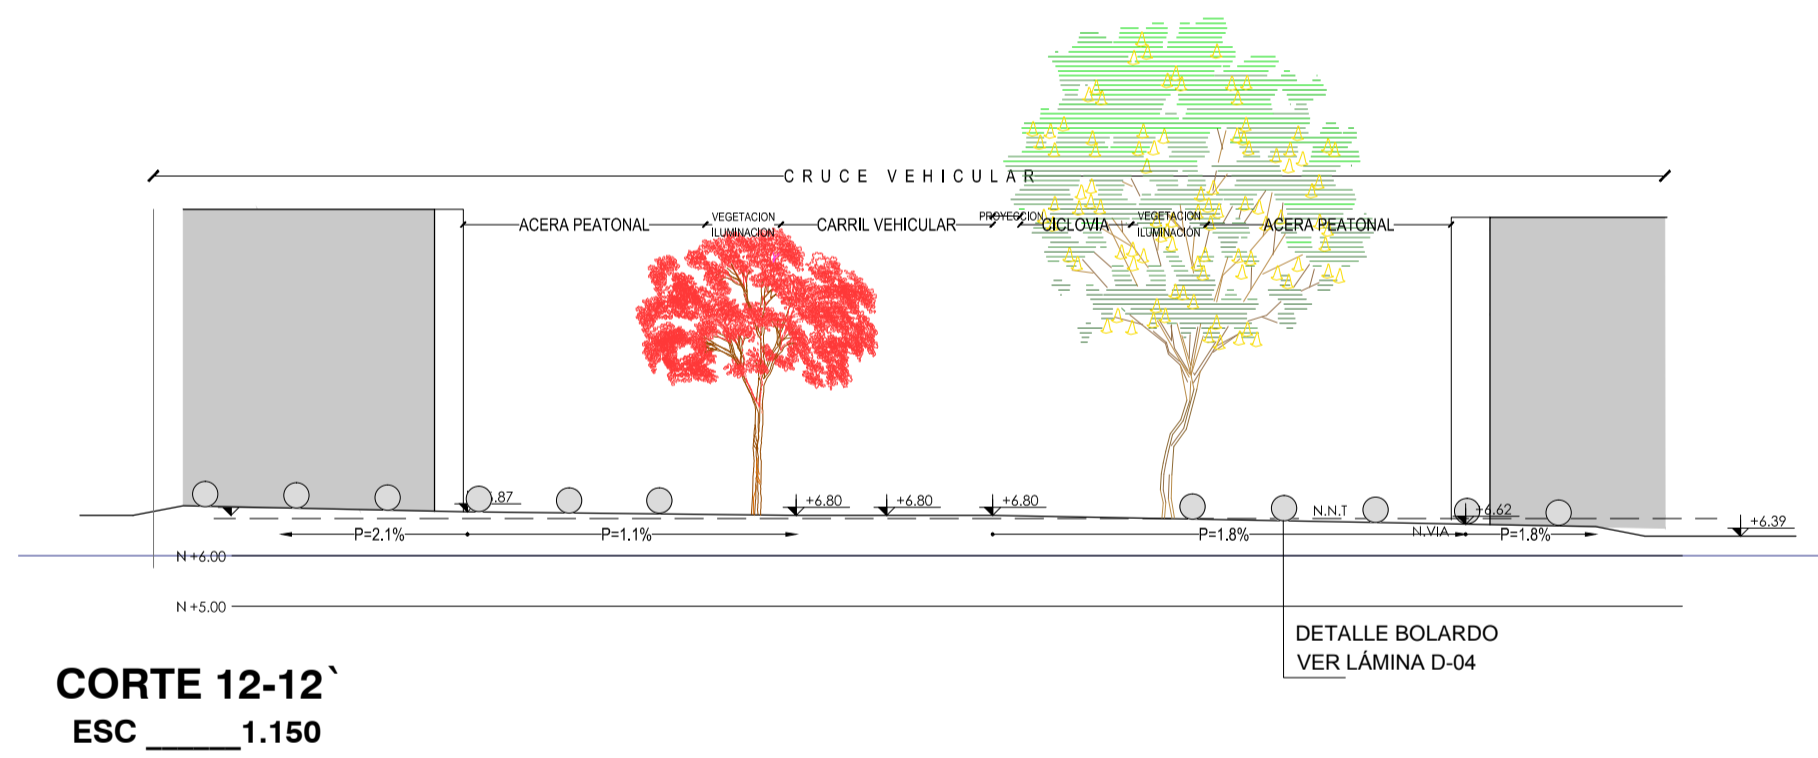 CRUCE VEHICULAR
ACERA PEATONAL
VEGETACION
ILUMINACION
CARRIL VEHICULAR
PROYECCION
CICLOVIA
VEGETACION
ILUMINACIÓN
ACERA PEATONAL
.87
+6.80
+6.80
+6.80
N.N.T
+6.62
+6.39
P=2.1%
P=1.1%
P=1.8%
N.VIA
P=1.8%
N +6.00
N +5.00
DETALLE BOLARDO
VER LÁMINA D-04
CORTE 12-12`
ESC ______1.150